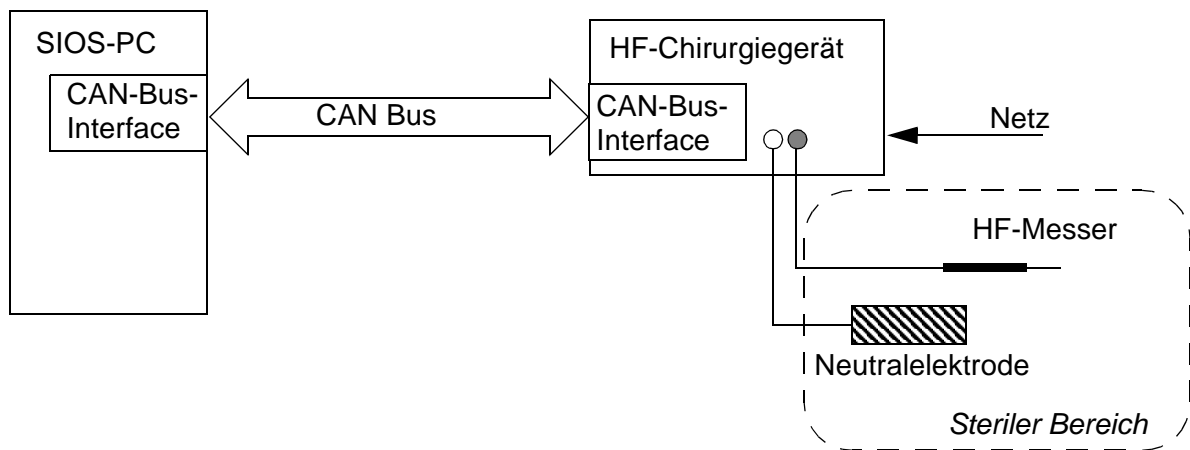 SIOS-PC
CAN-Bus-
Interface
CAN Bus
HF-Chirurgiegerät
CAN-Bus-
Interface
Netz
HF-Messer
Neutralelektrode
Steriler Bereich